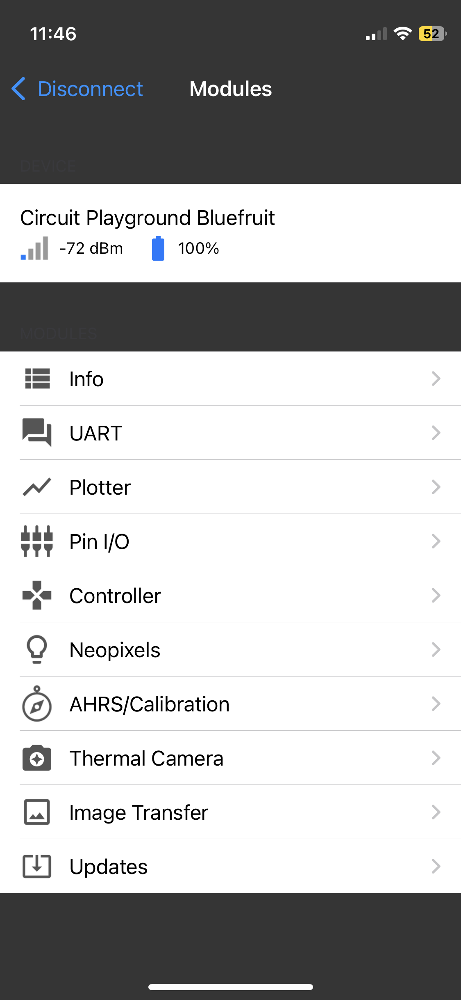 11:46
52
Disconnect
Modules
DEVICE
Circuit Playground Bluefruit
-72 dBm
100%
MODULES
Info
UART
Plotter
Pin I/O
Controller
Neopixels
AHRS/Calibration
Thermal Camera
Image Transfer
Updates